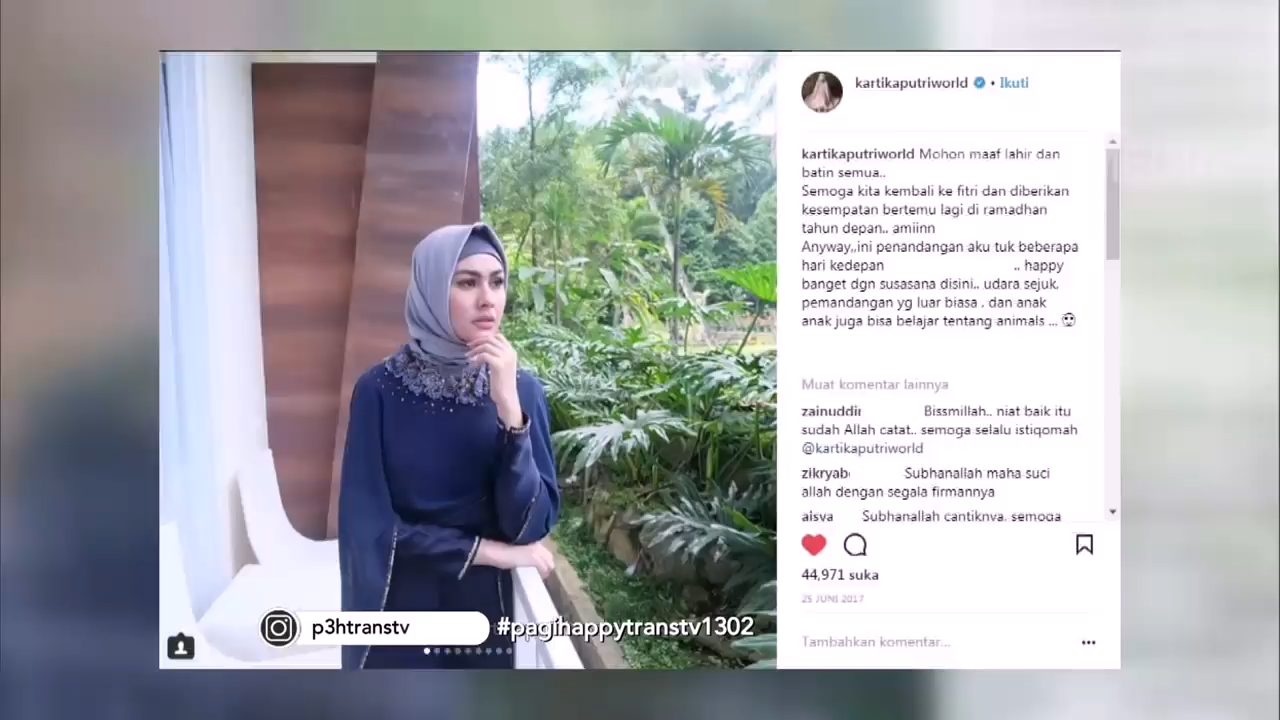 kartikaputriworld • Ikuti
kartikaputriworld Mohon maaf lahir dan
batin semua..
Semoga kita kembali ke fitri dan diberikan
kesempatan bertemu lagi di ramadhan
tahun depan.. amiinn
Anyway,,ini penandangan aku tuk beberapa
hari kedepan .. happy
banget dgn susasana disini.. udara sejuk,
pemandangan yg luar biasa , dan anak
anak juga bisa belajar tentang animals ...
Muat komentar lainnya
zainuddin Bissmillah.. niat baik itu
sudah Allah catat.. semoga selalu istiqomah
@kartikaputriworld
zikryab Subhanallah maha suci
allah dengan segala firmannya
aisya Subhanallah cantiknya, semoga
44,971 suka
25 JUNI 2017
Tambahkan komentar...
p3htranstv
#pagihappytranstv1302